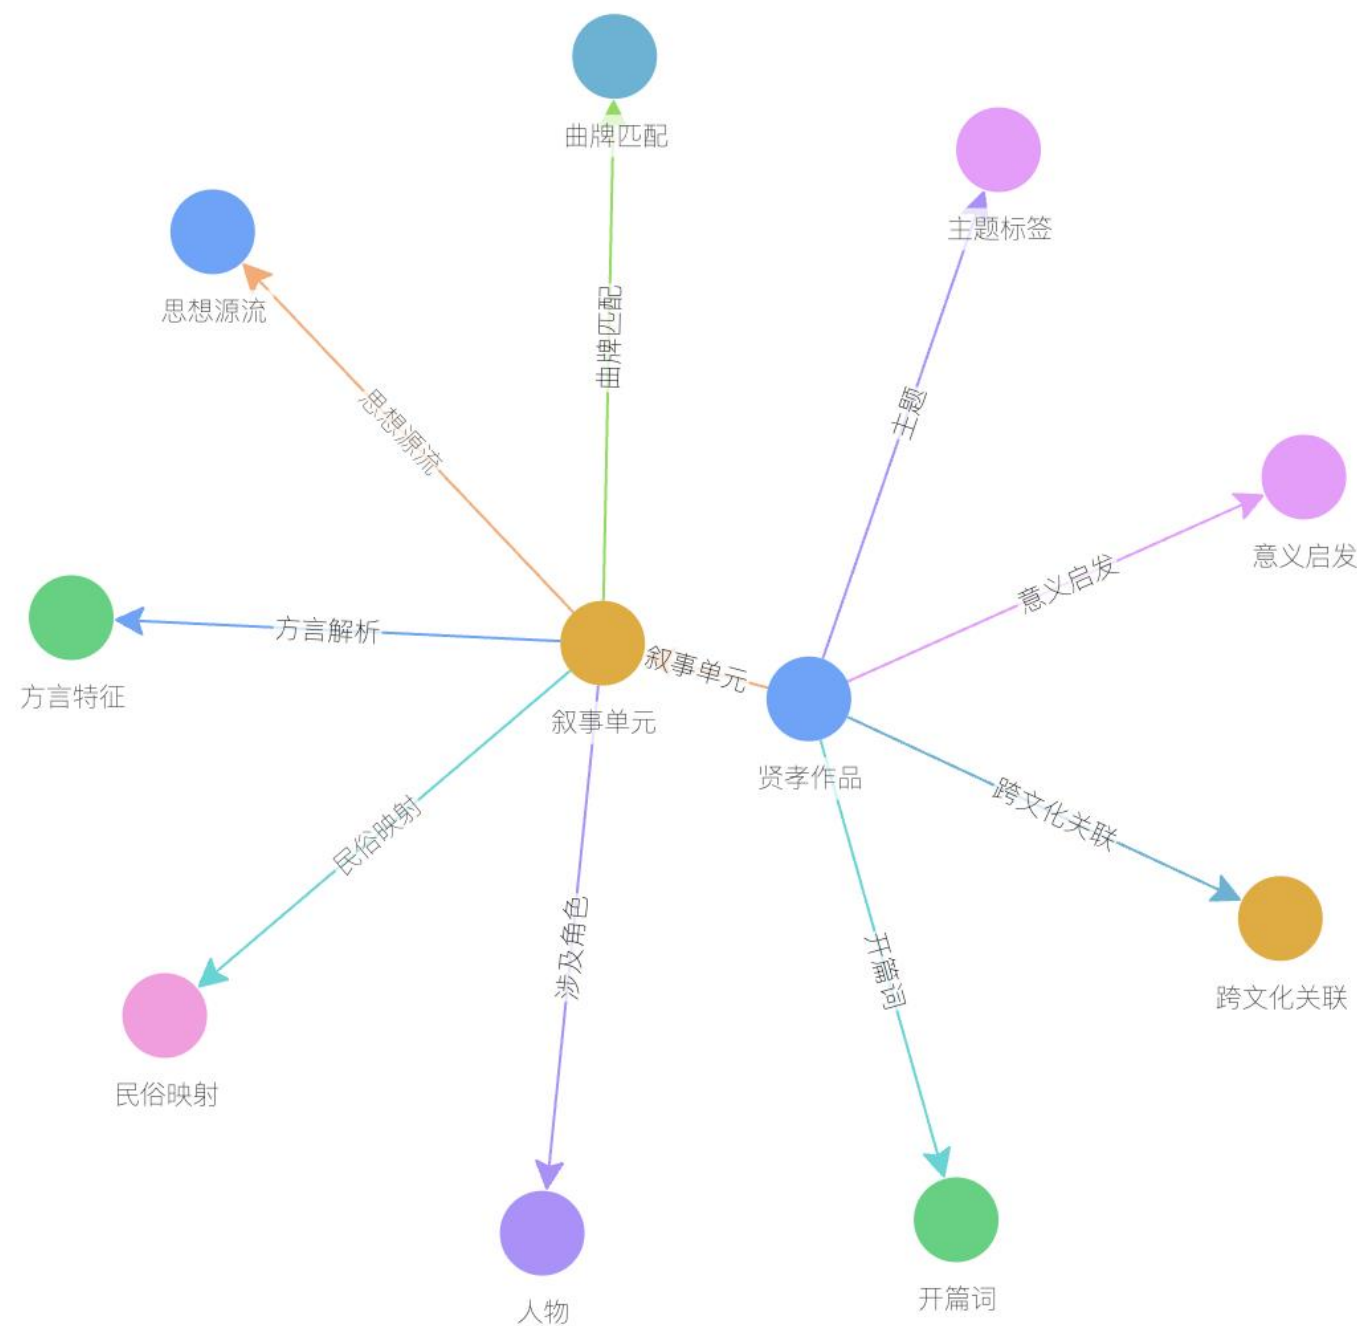 曲牌匹配
主题标签
思想源流
曲牌匹配
主题
思想源流
意义启发
意义启发
方言解析
叙事单元
方言特征
叙事单元
贤孝作品
跨文化关联
民俗映射
涉及角色
开篇词
跨文化关联
民俗映射
开篇词
人物